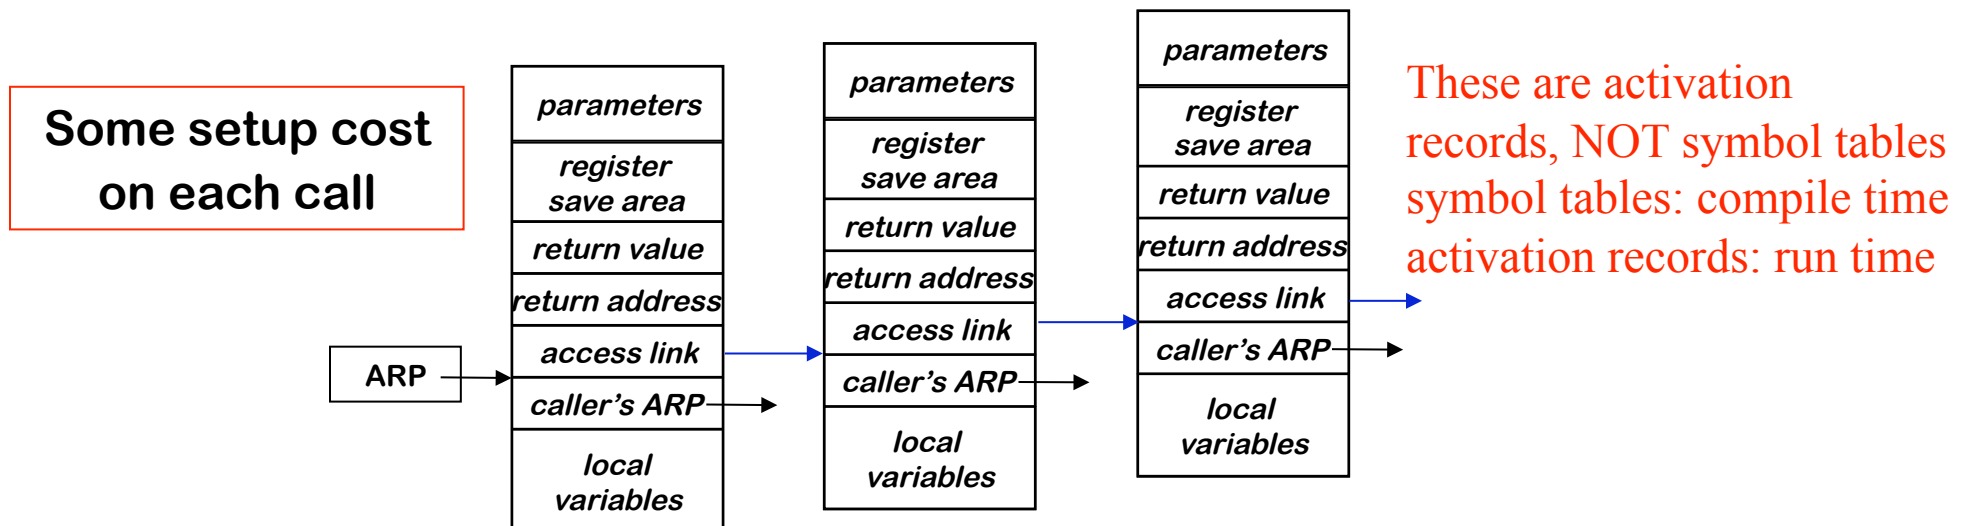 Some setup cost
on each call
ARP
parameters
register
save area
return value
return address
access link
caller's ARP
local
variables
parameters
register
save area
return value
return address
access link
caller's ARP
local
variables
parameters
register
save area
return value
return address
access link
caller's ARP
local
variables
These are activation
records, NOT symbol tables
symbol tables: compile time
activation records: run time